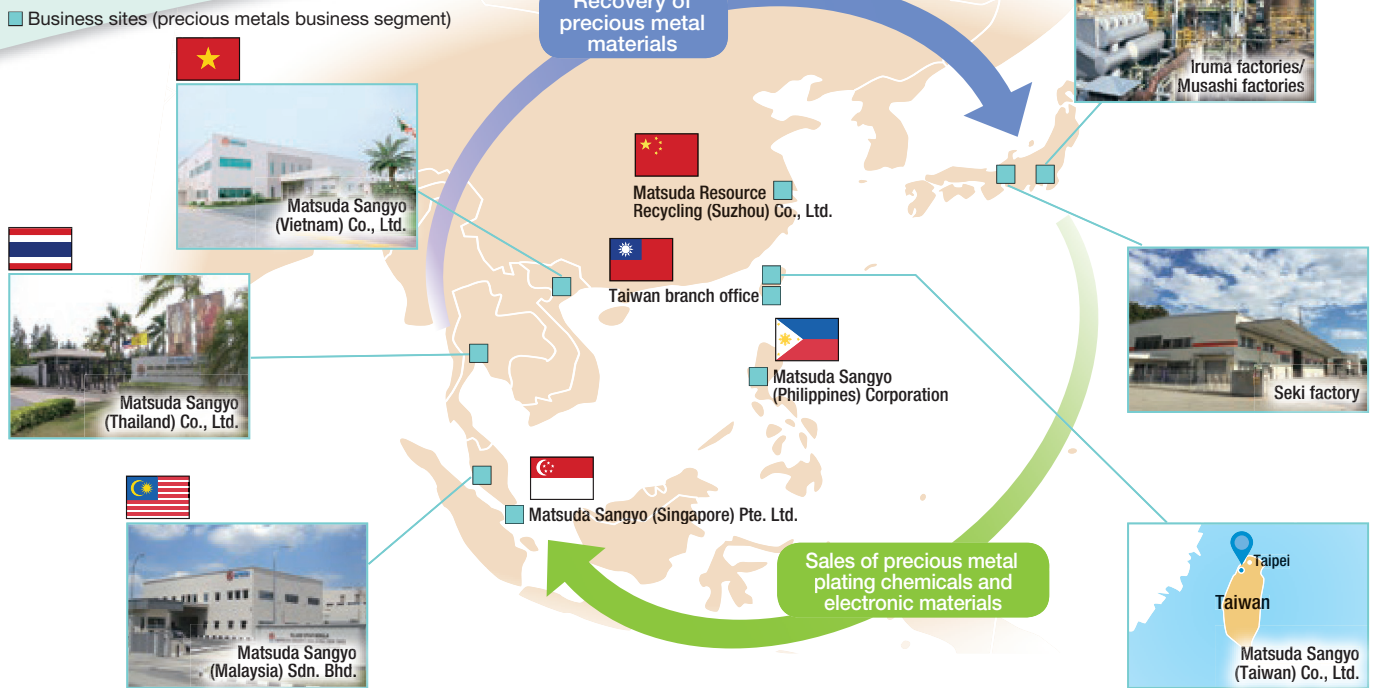 Business sites (precious metals business segment)
Recovery of
precious metal
materials
Iruma factories/
Musashi factories
Matsuda Sangyo
(Vietnam) Co., Ltd.
Matsuda Resource
Recycling (Suzhou) Co., Ltd.
Taiwan branch office
Matsuda Sangyo
(Thailand) Co., Ltd.
Matsuda Sangyo
(Philippines) Corporation
Seki factory
Matsuda Sangyo (Singapore) Pte. Ltd.
Matsuda Sangyo
(Malaysia) Sdn. Bhd.
Sales of precious metal
plating chemicals and
electronic materials
Taipei
Taiwan
Matsuda Sangyo
(Taiwan) Co., Ltd.